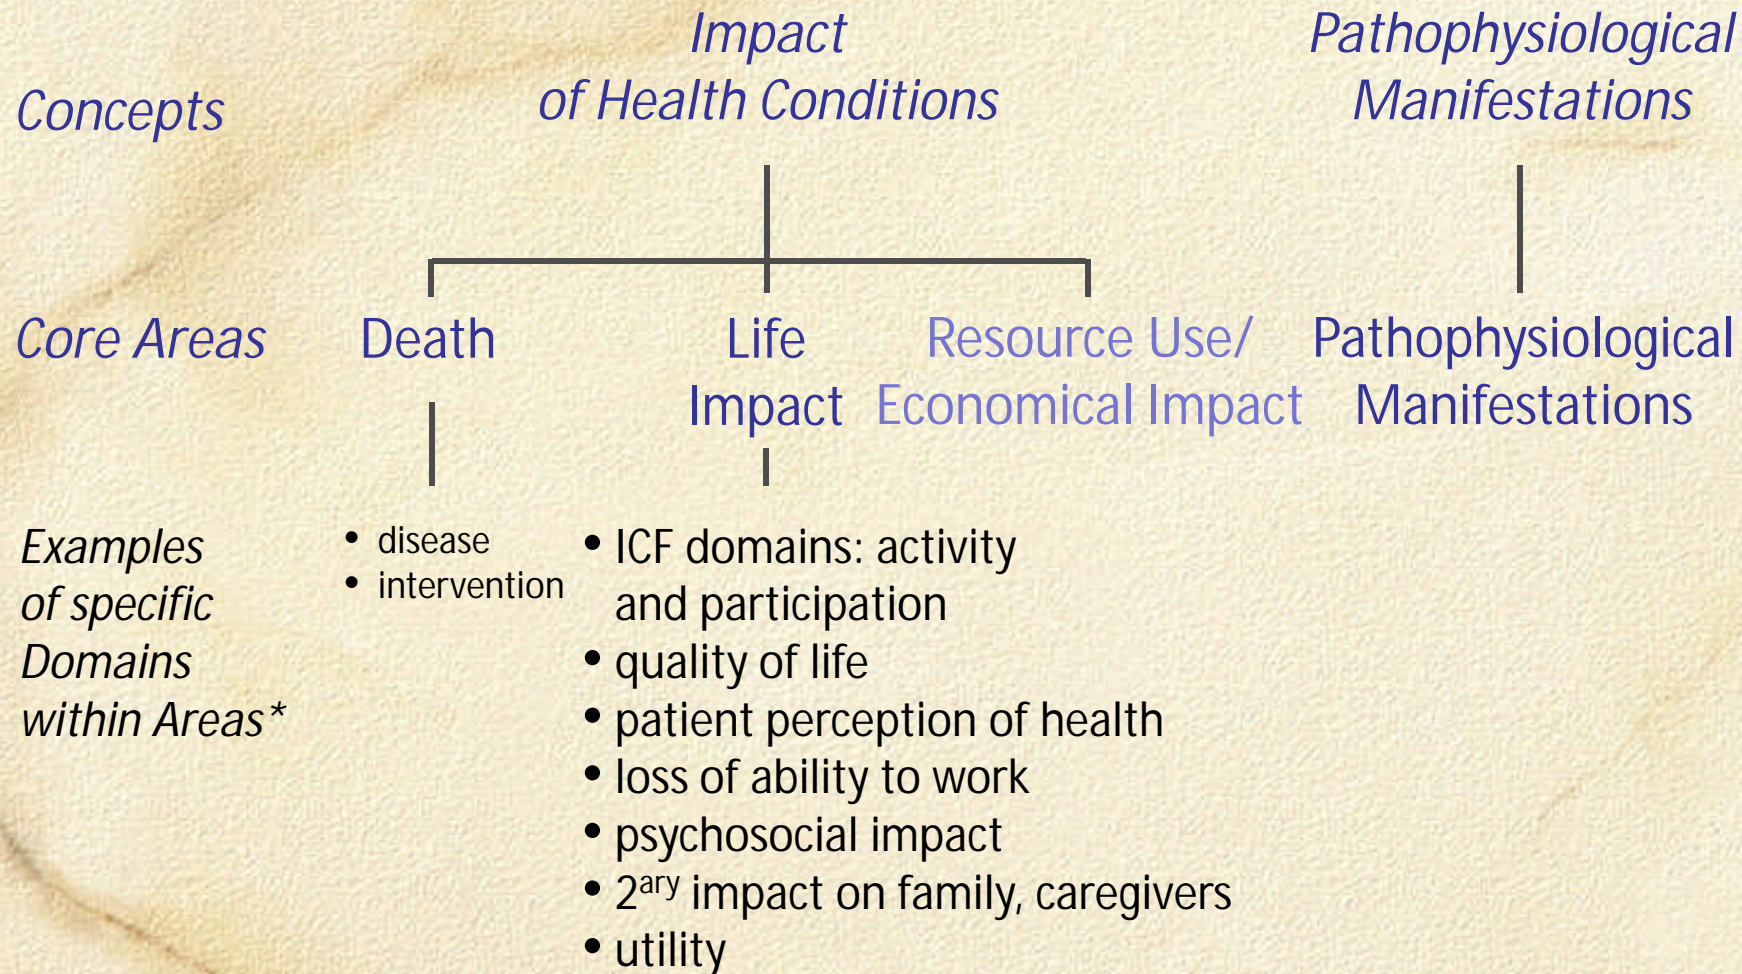 Concepts
Impact
of Health Conditions
Pathophysiological
Manifestations
Core Areas
Death
Life
Impact
Resource Use/
Economical Impact
Pathophysiological
Manifestations
Examples
of specific
Domains
within Areas*
• disease
• intervention
• ICF domains: activity
and participation
• quality of life
• patient perception of health
• loss of ability to work
• psychosocial impact
• 2ary impact on family, caregivers
• utility